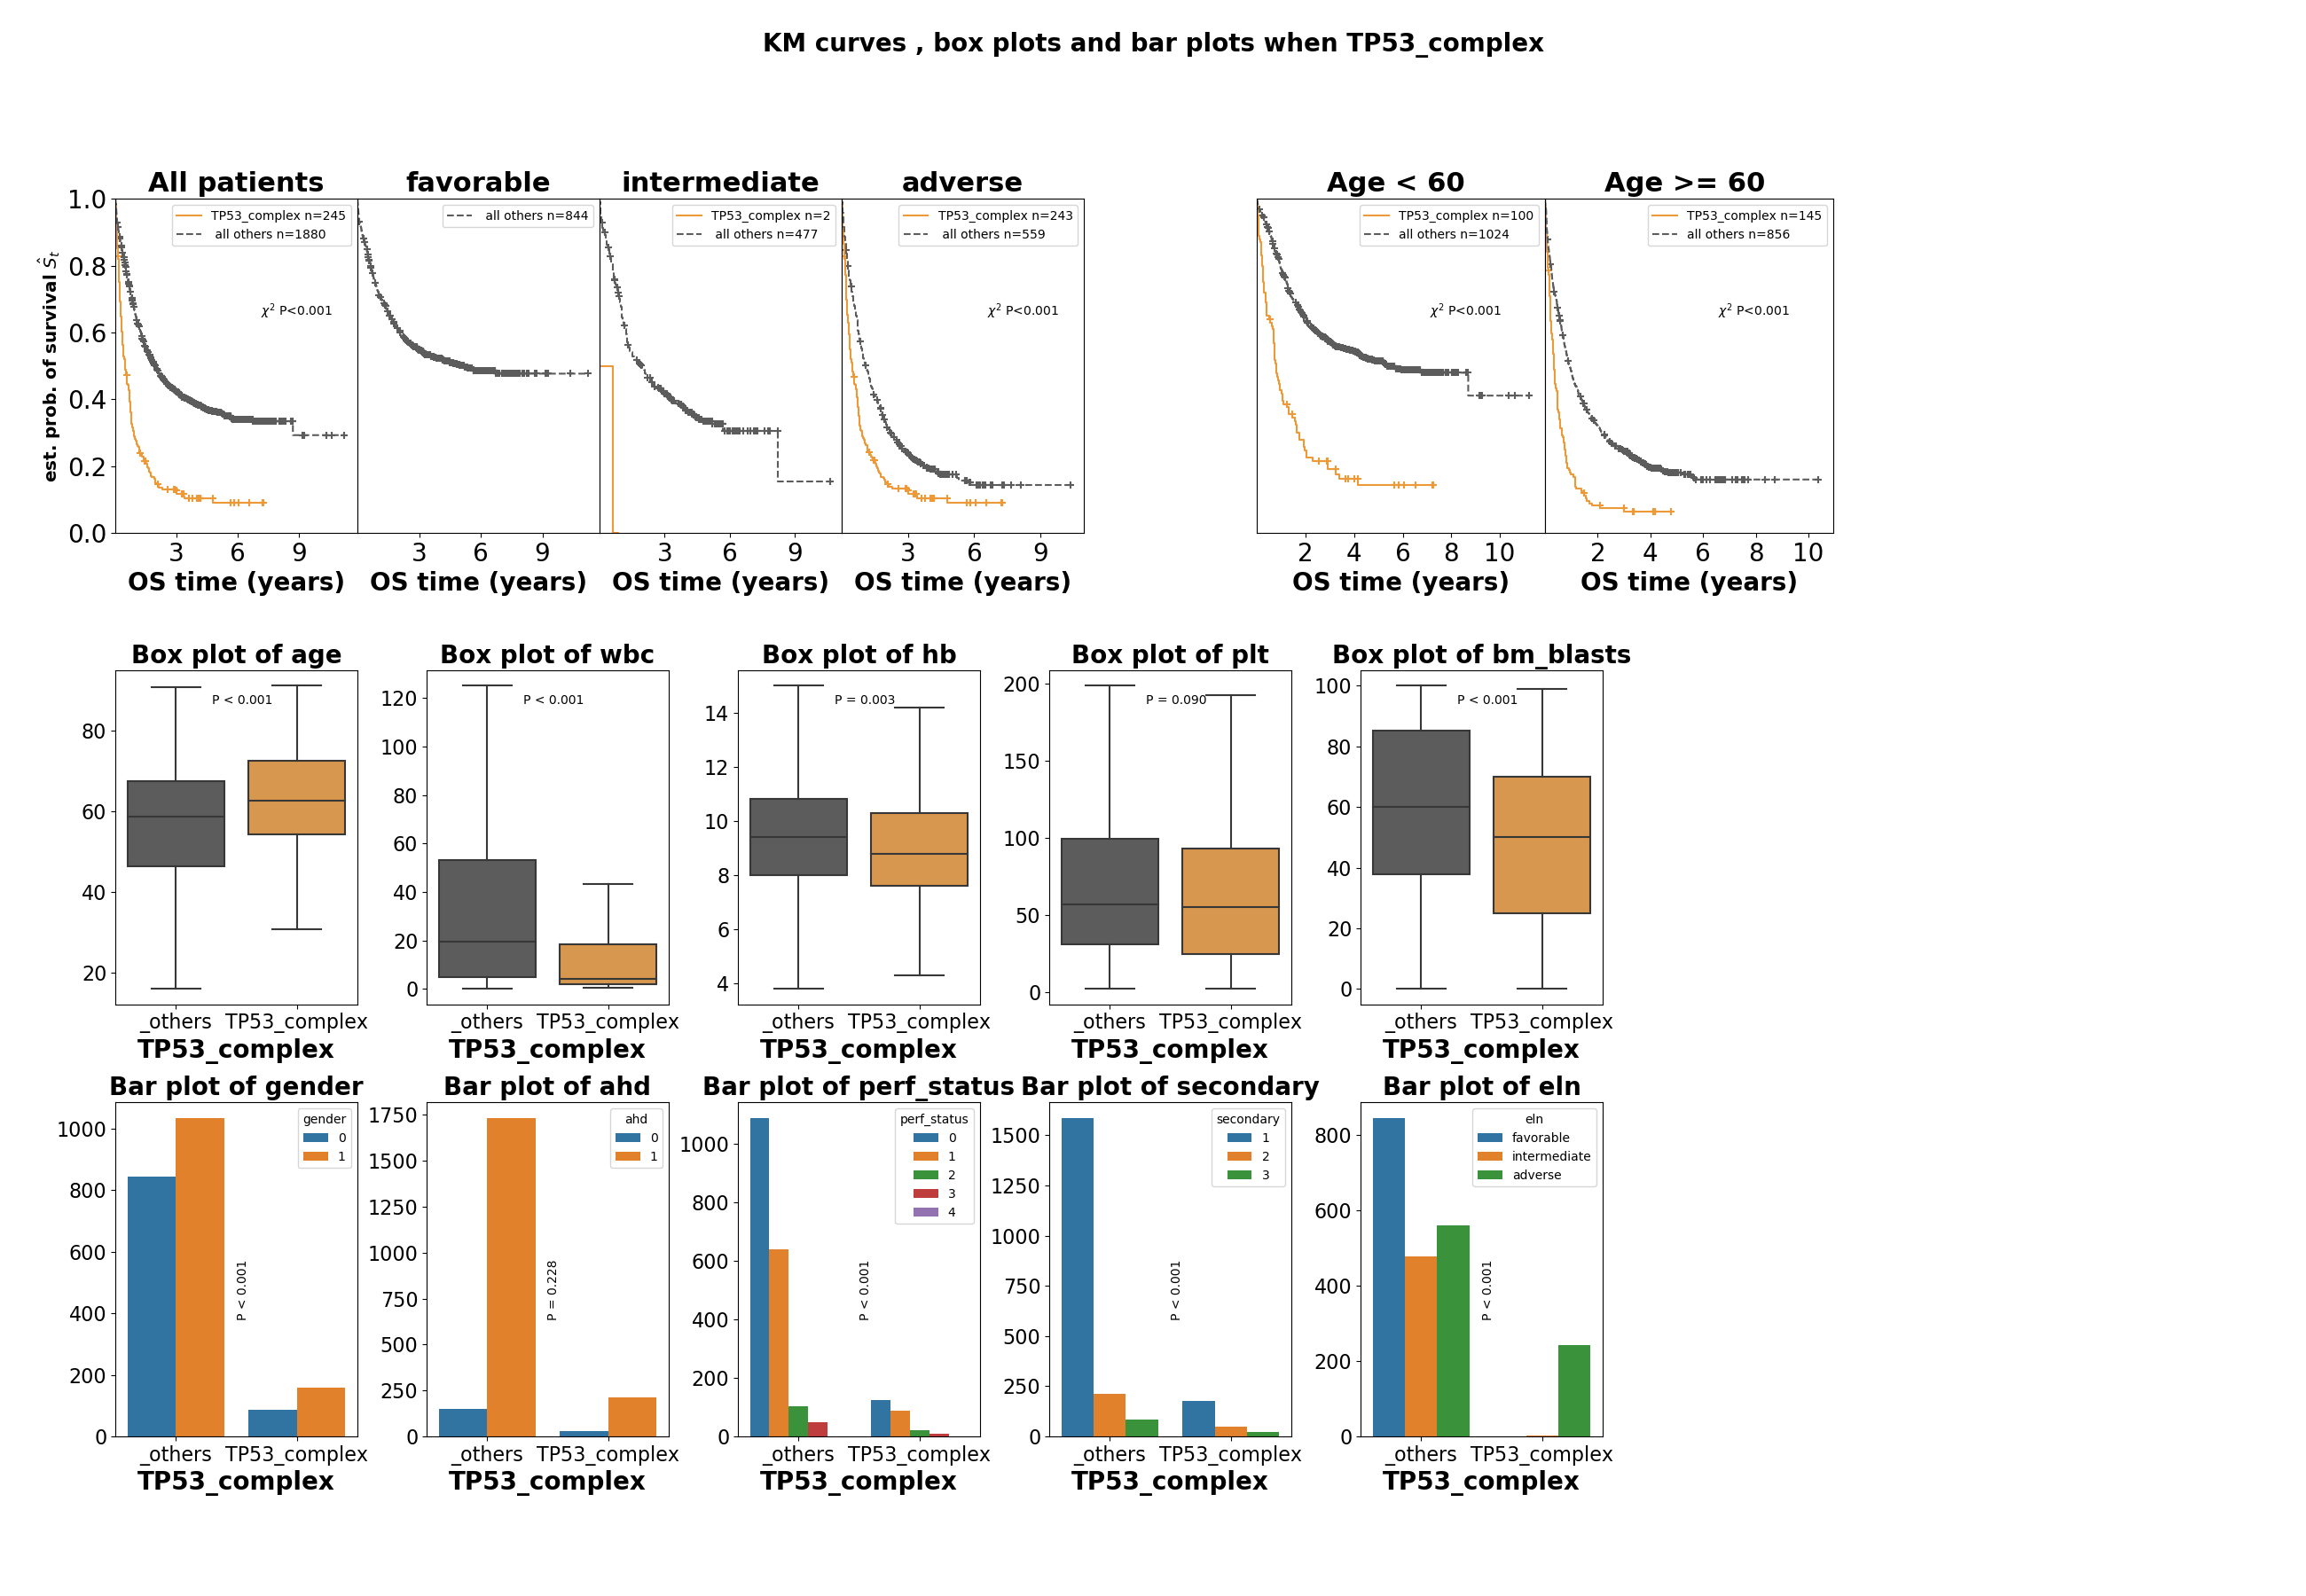 KM curves , box plots and bar plots when TP53_complex
All patients
favorable
intermediate
adverse
Age < 60
Age >= 60
est. prob. of survival Ŝt
1.0
0.8
0.6
0.4
0.2
0.0
TP53_complex n=245
all others n=1880
χ² P<0.001
all others n=844
TP53_complex n=2
all others n=477
TP53_complex n=243
all others n=559
χ² P<0.001
TP53_complex n=100
all others n=1024
χ² P<0.001
TP53_complex n=145
all others n=856
χ² P<0.001
3 6 9
3 6 9
3 6 9
3 6 9
2 4 6 8 10
2 4 6 8 10
OS time (years)
OS time (years)
OS time (years)
OS time (years)
OS time (years)
OS time (years)
Box plot of age
P < 0.001
80
60
40
20
_others TP53_complex
TP53_complex
Box plot of wbc
P < 0.001
120
100
80
60
40
20
0
_others TP53_complex
TP53_complex
Box plot of hb
P = 0.003
14
12
10
8
6
4
_others TP53_complex
TP53_complex
Box plot of plt
P = 0.090
200
150
100
50
0
_others TP53_complex
TP53_complex
Box plot of bm_blasts
P < 0.001
100
80
60
40
20
0
_others TP53_complex
TP53_complex
Bar plot of gender
gender
0
1
P < 0.001
1000
800
600
400
200
0
_others TP53_complex
TP53_complex
Bar plot of ahd
ahd
0
1
P = 0.228
1750
1500
1250
1000
750
500
250
0
_others TP53_complex
TP53_complex
Bar plot of perf_status
perf_status
0
1
2
3
4
P < 0.001
1000
800
600
400
200
0
_others TP53_complex
TP53_complex
Bar plot of secondary
secondary
1
2
3
P < 0.001
1500
1250
1000
750
500
250
0
_others TP53_complex
TP53_complex
Bar plot of eln
eln
favorable
intermediate
adverse
P < 0.001
800
600
400
200
0
_others TP53_complex
TP53_complex